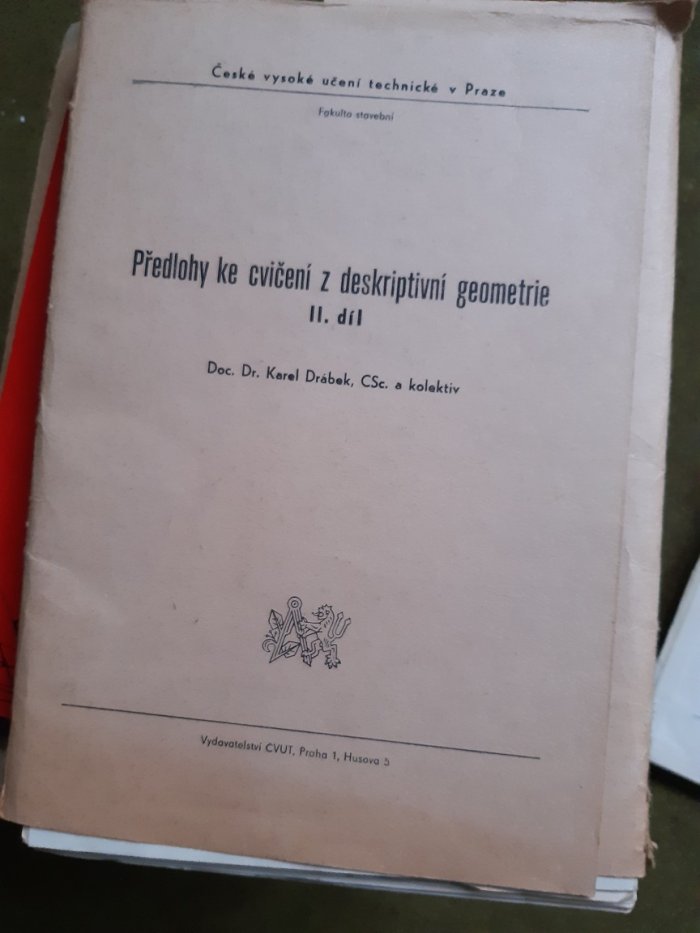 České vysoké učení technické v Praze
Fakulta stavební
Předlohy ke cvičení z deskriptivní geometrie
II. díl
Doc. Dr. Karel Drábek, CSc. a kolektiv
Vydavatelství ČVUT, Praha 1, Husova 5